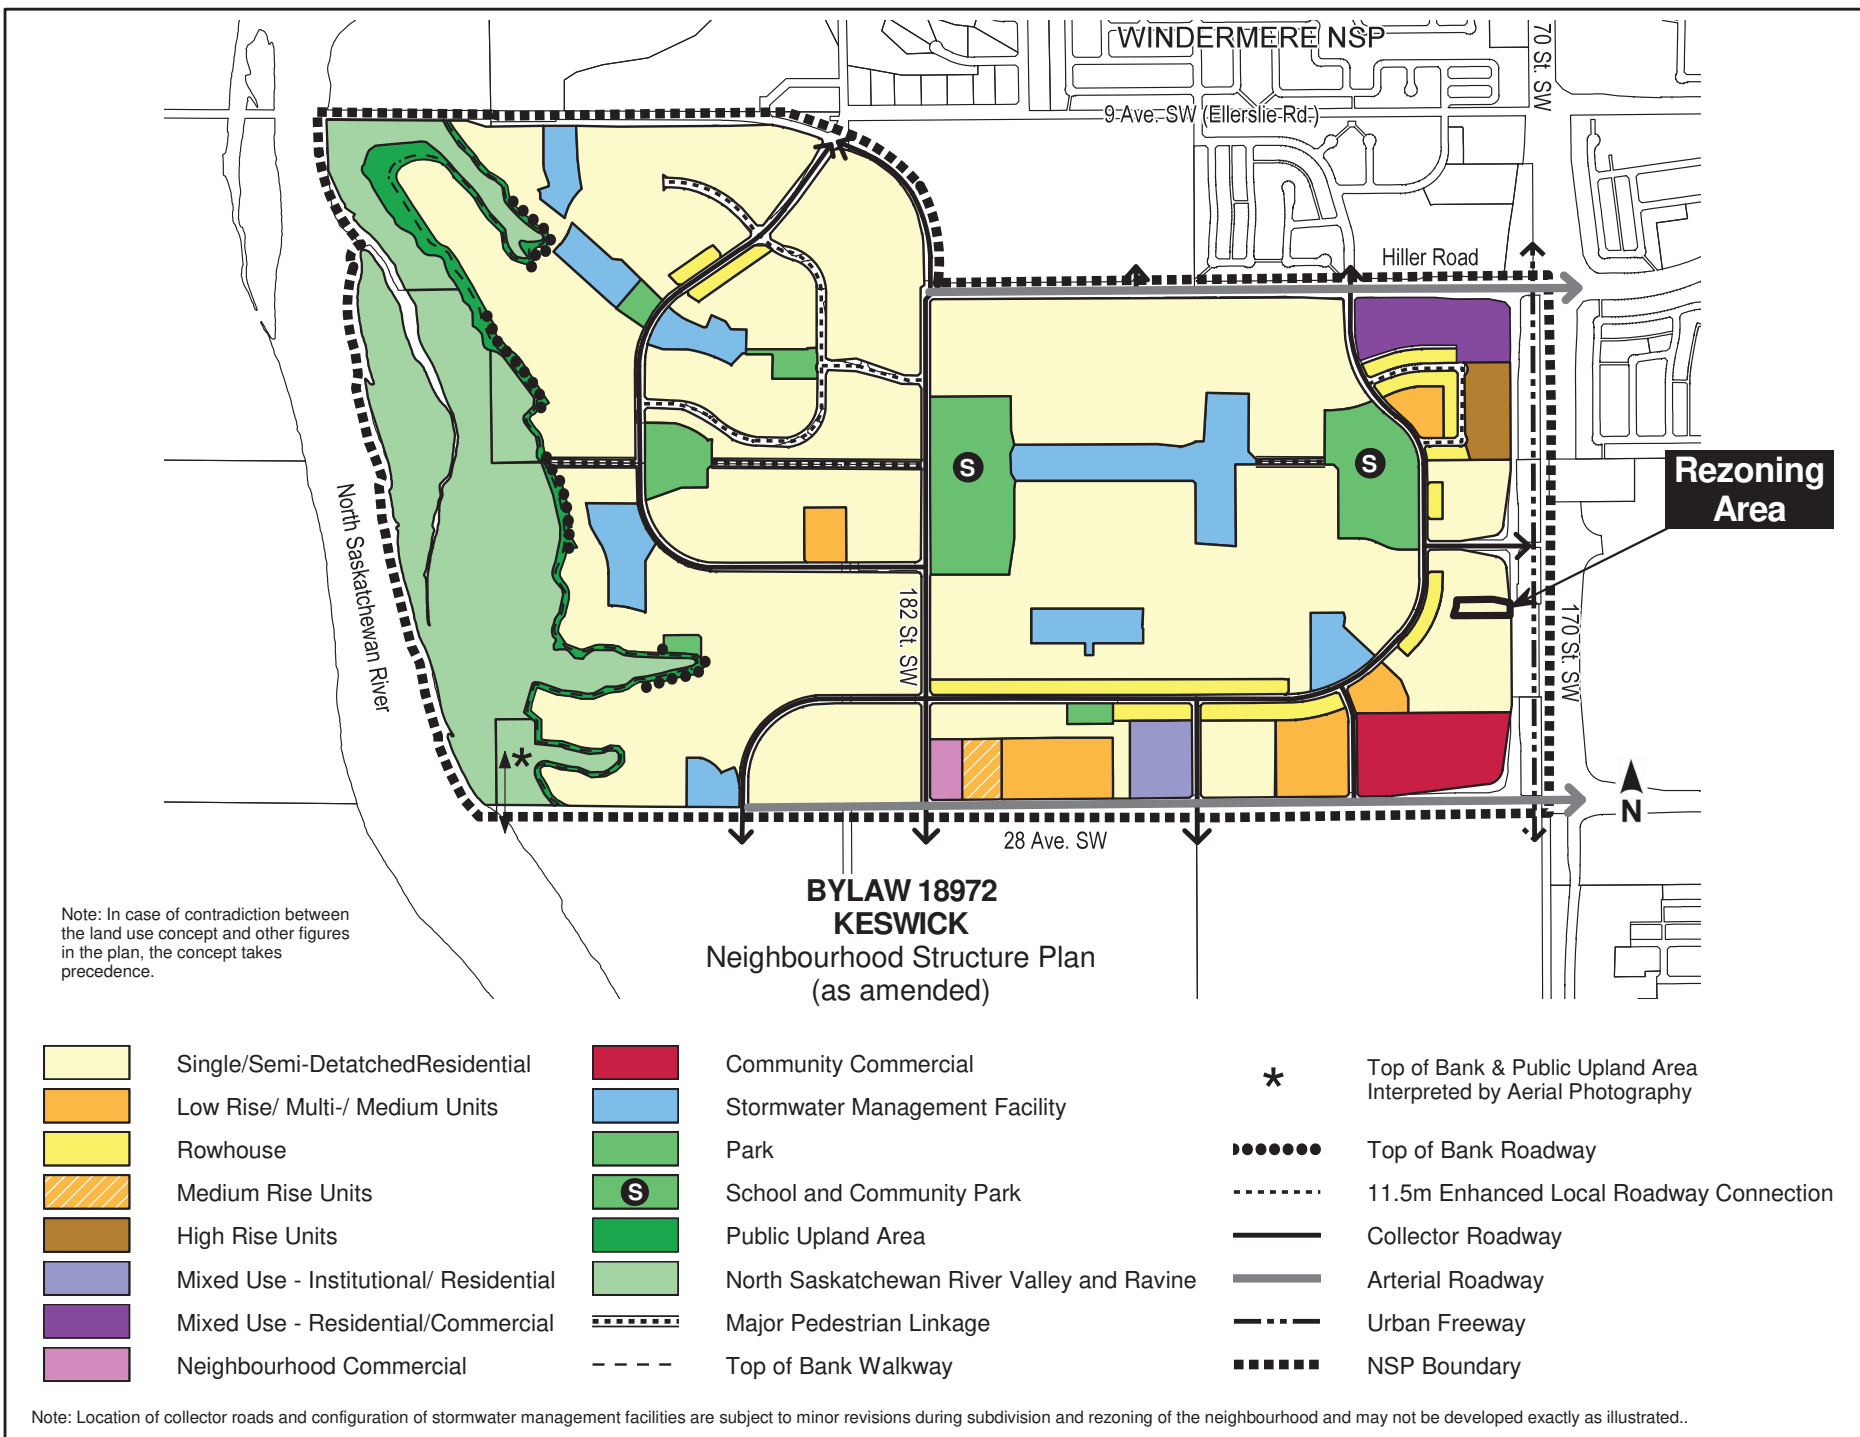 WINDERMERE NSP
70 St. SW
9 Ave. SW (Ellerslie Rd.)
Hiller Road
Rezoning
Area
S
S
North Saskatchewan River
182 St. SW
170 St. SW
N
28 Ave. SW
BYLAW 18972
KESWICK
Neighbourhood Structure Plan
(as amended)
Note: In case of contradiction between
the land use concept and other figures
in the plan, the concept takes
precedence.
Single/Semi-DetatchedResidential
Low Rise/ Multi-/ Medium Units
Rowhouse
Medium Rise Units
High Rise Units
Mixed Use - Institutional/ Residential
Mixed Use - Residential/Commercial
Neighbourhood Commercial
Community Commercial
Stormwater Management Facility
Park
S School and Community Park
Public Upland Area
North Saskatchewan River Valley and Ravine
Major Pedestrian Linkage
Top of Bank Walkway
* Top of Bank & Public Upland Area
Interpreted by Aerial Photography
Top of Bank Roadway
11.5m Enhanced Local Roadway Connection
Collector Roadway
Arterial Roadway
Urban Freeway
NSP Boundary
Note: Location of collector roads and configuration of stormwater management facilities are subject to minor revisions during subdivision and rezoning of the neighbourhood and may not be developed exactly as illustrated..